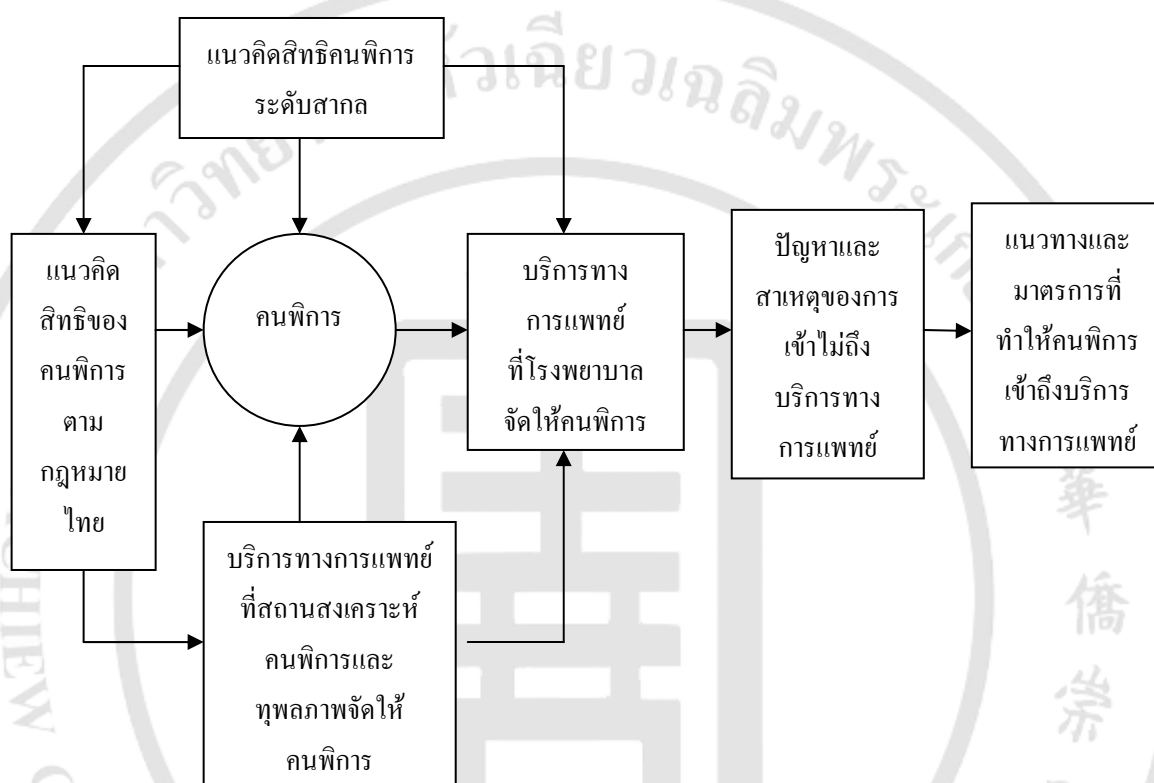 แนวคิดสิทธิคนพิการ
ระดับสากล
แนวคิด
สิทธิของ
คนพิการ
ตาม
กฎหมาย
ไทย
คนพิการ
บริการทาง
การแพทย์
ที่โรงพยาบาล
จัดให้คนพิการ
ปัญหาและ
สาเหตุของการ
เข้าไม่ถึง
บริการทาง
การแพทย์
แนวทางและ
มาตรการที่
ทำให้คนพิการ
เข้าถึงบริการ
ทางการแพทย์
บริการทางการแพทย์
ที่สถานสงเคราะห์
คนพิการและ
ทุพลภาพจัดให้
คนพิการ
華
僑
崇